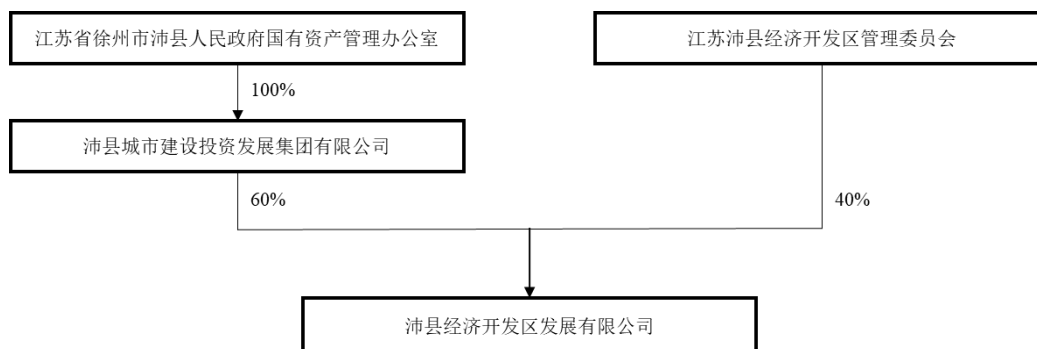 江苏省徐州市沛县人民政府国有资产管理办公室
江苏沛县经济开发区管理委员会
100%
沛县城市建设投资发展集团有限公司
60%
40%
沛县经济开发区发展有限公司